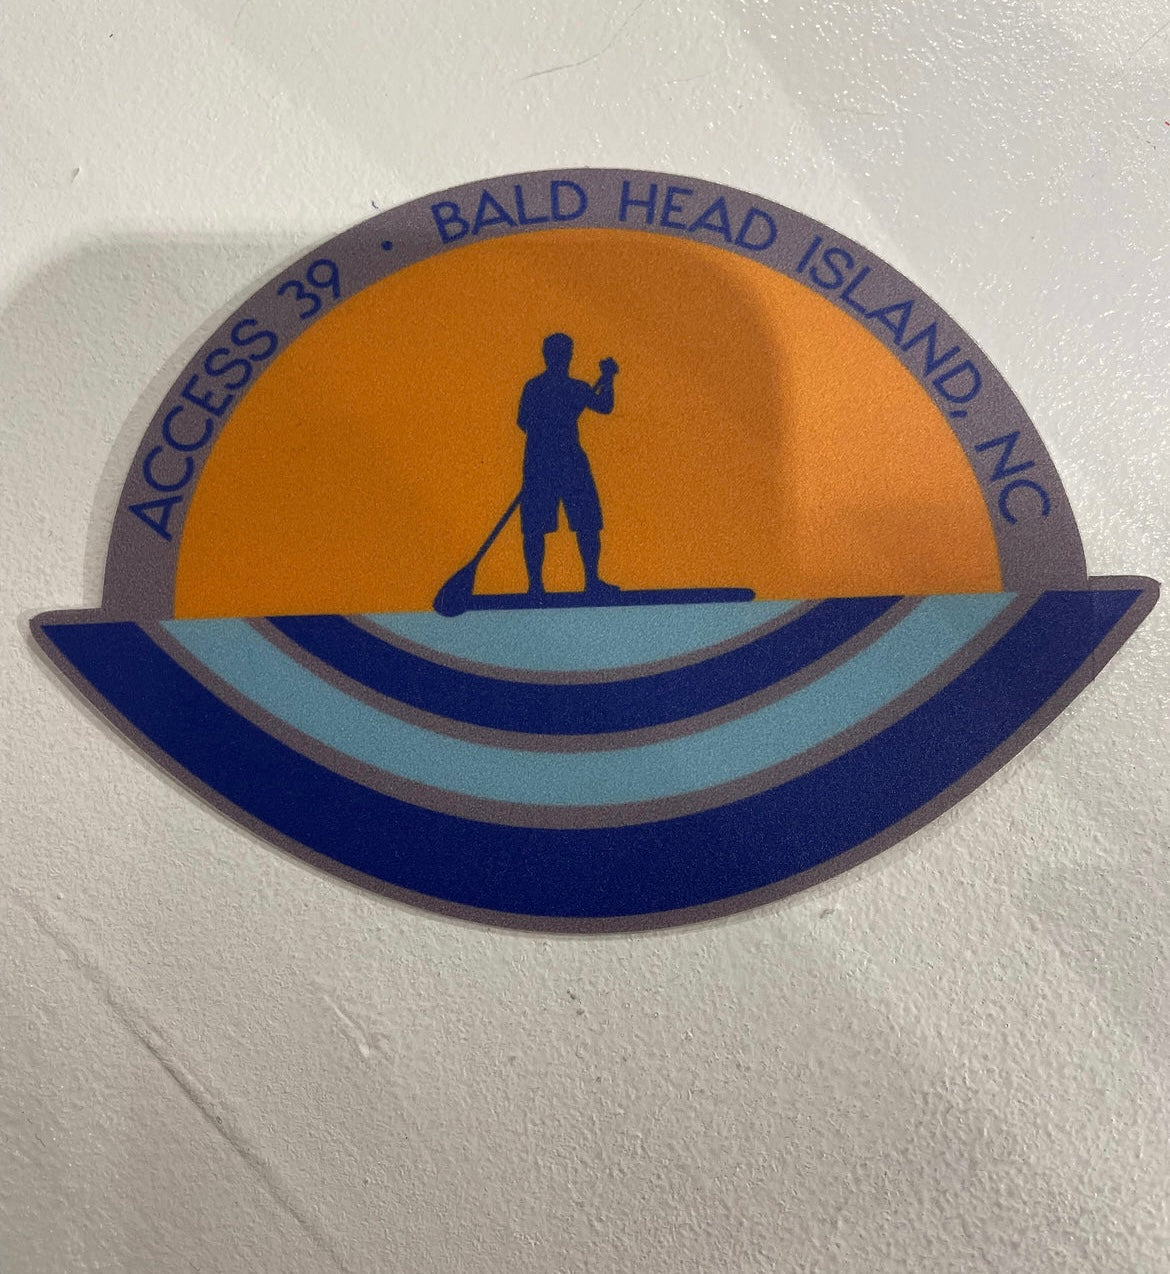 ACCESS 39 • BALD HEAD ISLAND, NC